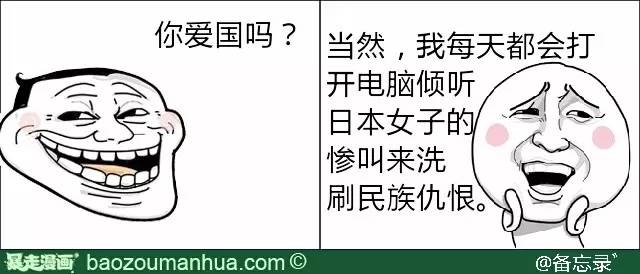 你爱国吗？
当然，我每天都会打
开电脑倾听
日本女子的
惨叫来洗
刷民族仇恨。
暴走漫画 baozoumanhua.com ©
@备忘录゛